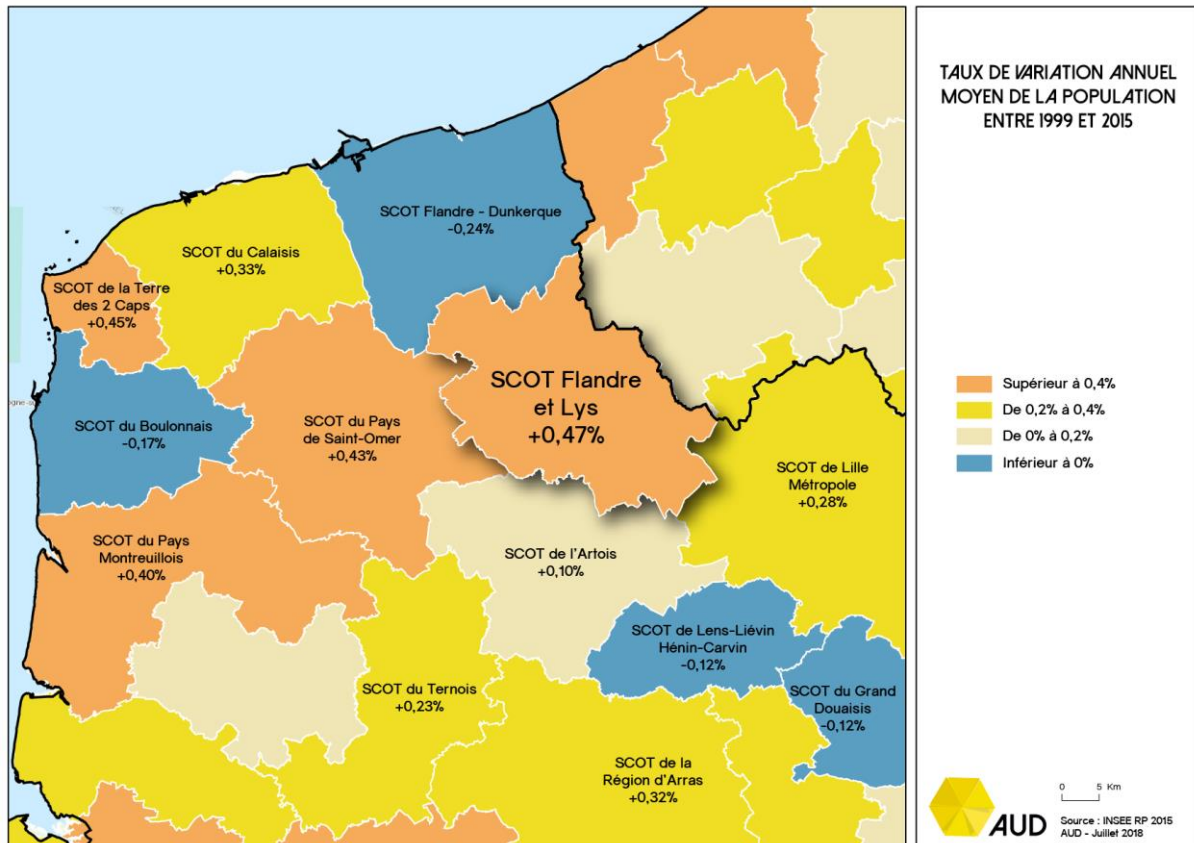 TAUX DE VARIATION ANNUEL
MOYEN DE LA POPULATION
ENTRE 1999 ET 2015
SCOT Flandre - Dunkerque
-0,24%
SCOT du Calaisis
+0,33%
SCOT de la Terre
des 2 Caps
+0,45%
SCOT Flandre
et Lys
+0,47%
SCOT du Boulonnais
-0,17%
SCOT du Pays
de Saint-Omer
+0,43%
SCOT de Lille
Métropole
+0,28%
SCOT du Pays
Montreuillois
+0,40%
SCOT de l'Artois
+0,10%
SCOT de Lens-Liévin
Hénin-Carvin
-0,12%
SCOT du Ternois
+0,23%
SCOT du Grand
Douaisis
-0,12%
SCOT de la
Région d'Arras
+0,32%
Supérieur à 0,4%
De 0,2% à 0,4%
De 0% à 0,2%
Inférieur à 0%
0 5 Km
AUD
Source : INSEE RP 2015
AUD - Juillet 2018